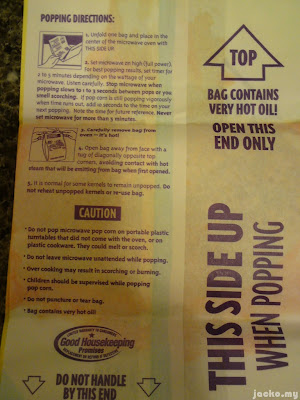 POPPING DIRECTIONS:
1. Unfold one bag and place in the
center of the microwave oven with
THIS SIDE UP.
2. Set microwave on high (full power)
for best popping results, set timer for
2 to 5 minutes depending on the wattage of your
microwave. Listen carefully. Stop microwave when
popping slows to 1 to 3 seconds between pops or you
smell scorching. If pop corn is still popping vigorously
when time runs out, add 10 seconds to the time on your
next popping. Note the time for future reference. Never
set microwave for more than 5 minutes.
3. Carefully remove bag from
oven – it's hot!
4. Open bag away from face with a
tug of diagonally opposite top
corners, avoiding contact with hot
steam that will be emitting from bag when first opened.
5. It is normal for some kernels to remain unpopped. Do
not reheat unpopped kernels or re-use bag.
CAUTION
• Do not pop microwave pop corn on portable plastic
turntables that did not come with the oven, or on
plastic cookware. They could melt or scorch.
• Do not leave microwave unattended while popping.
• Over cooking may result in scorching or burning.
• Children should be supervised while popping
pop corn.
• Do not puncture or tear bag.
• Bag contains very hot oil!
Good Housekeeping
Promises
DO NOT HANDLE
BY THIS END
TOP
BAG CONTAINS
VERY HOT OIL!
OPEN THIS
END ONLY
THIS SIDE UP
WHEN POPPING
jacko.my